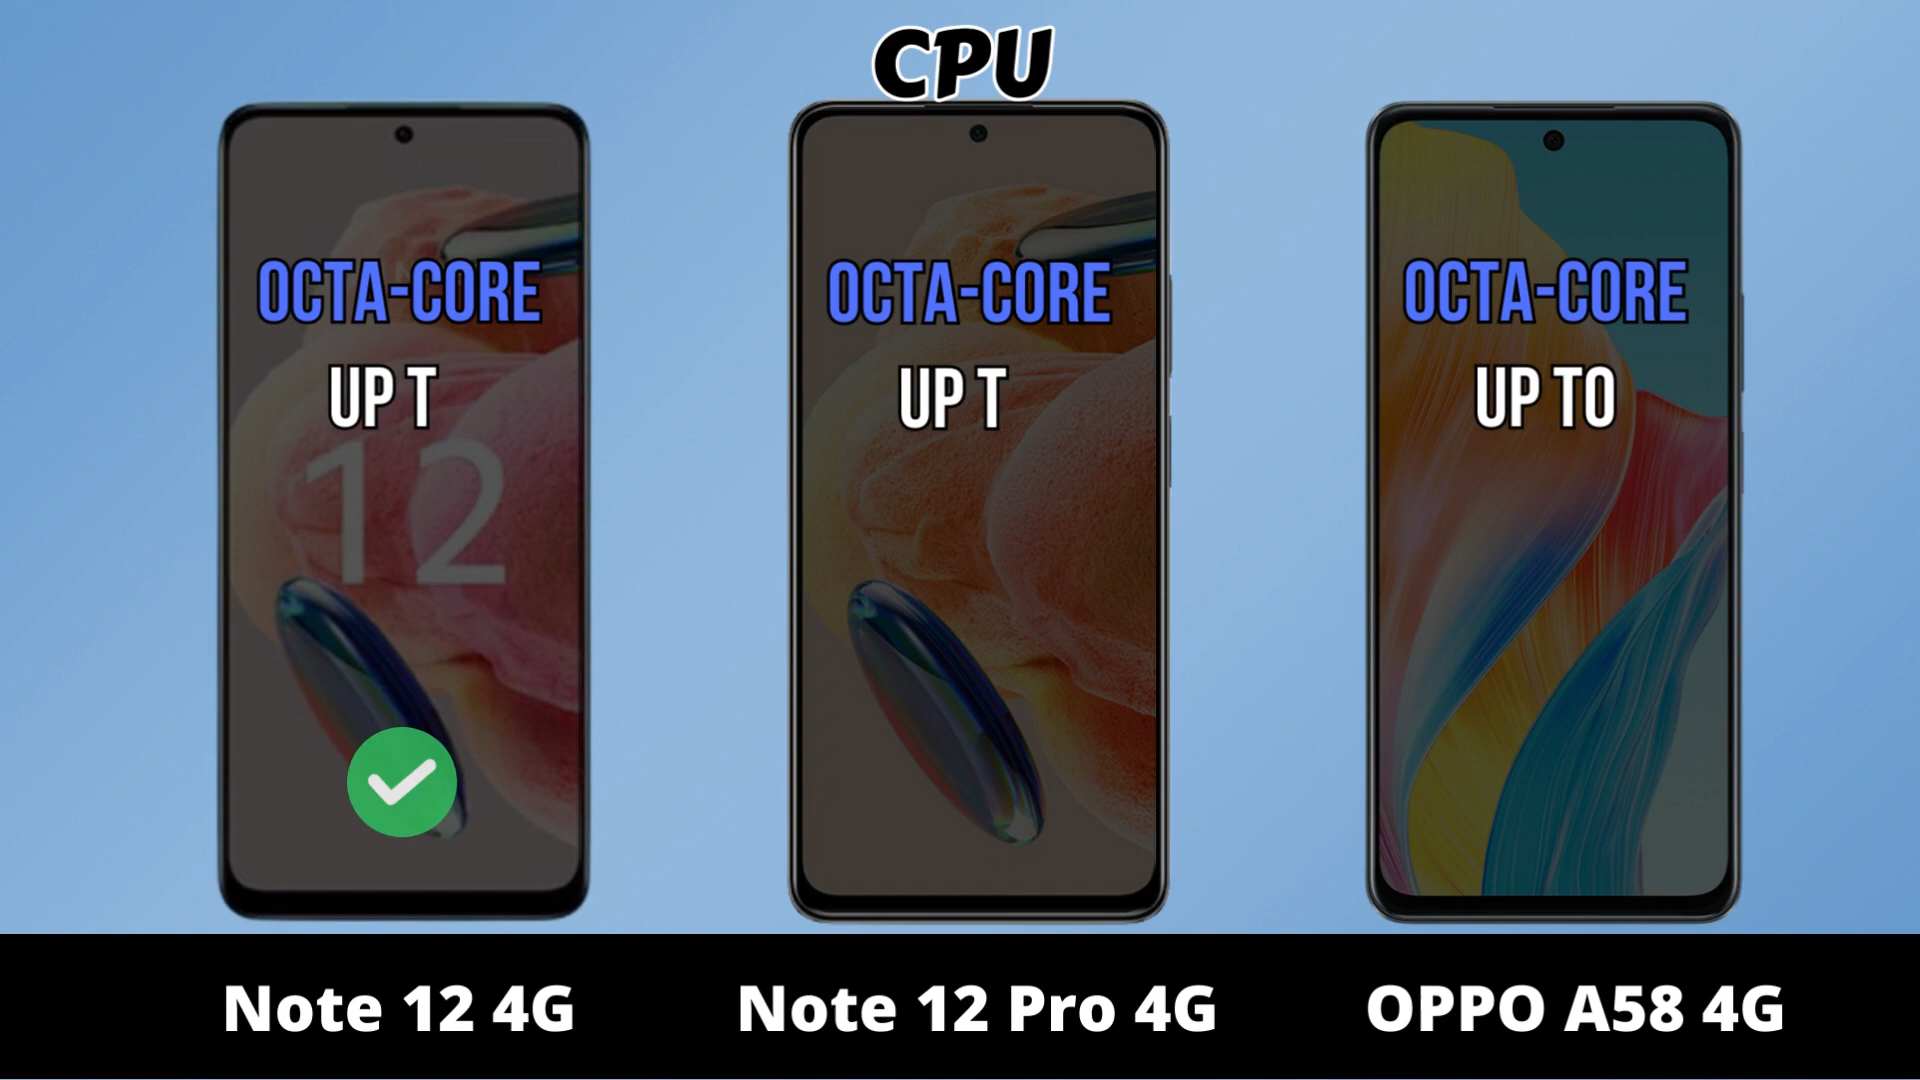 CPU
OCTA-CORE
UP T
12
OCTA-CORE
UP T
OCTA-CORE
UP TO
Note 12 4G
Note 12 Pro 4G
OPPO A58 4G